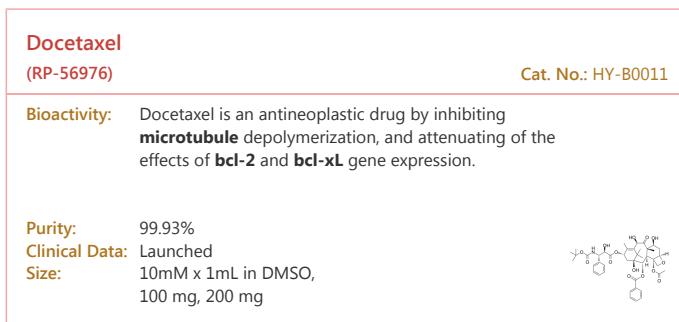 Docetaxel
(RP-56976)
Cat. No.: HY-B0011
Bioactivity: Docetaxel is an antineoplastic drug by inhibiting
microtubule depolymerization, and attenuating of the
effects of bcl-2 and bcl-xL gene expression.
Purity: 99.93%
Clinical Data: Launched
Size: 10mM x 1mL in DMSO,
100 mg, 200 mg